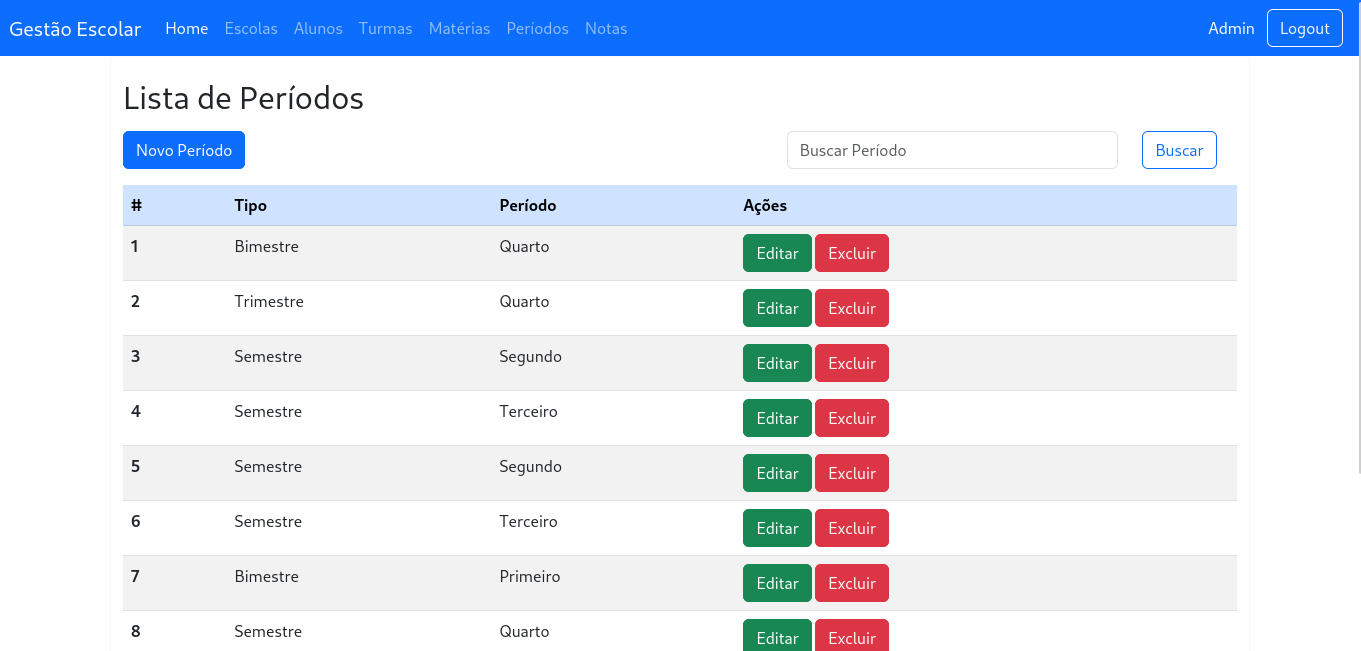 Gestão Escolar Home Escolas Alunos Turmas Matérias Períodos Notas Admin Logout
Lista de Períodos
Novo Período Buscar Período Buscar
# Tipo Período Ações
1 Bimestre Quarto Editar Excluir
2 Trimestre Quarto Editar Excluir
3 Semestre Segundo Editar Excluir
4 Semestre Terceiro Editar Excluir
5 Semestre Segundo Editar Excluir
6 Semestre Terceiro Editar Excluir
7 Bimestre Primeiro Editar Excluir
8 Semestre Quarto Editar Excluir